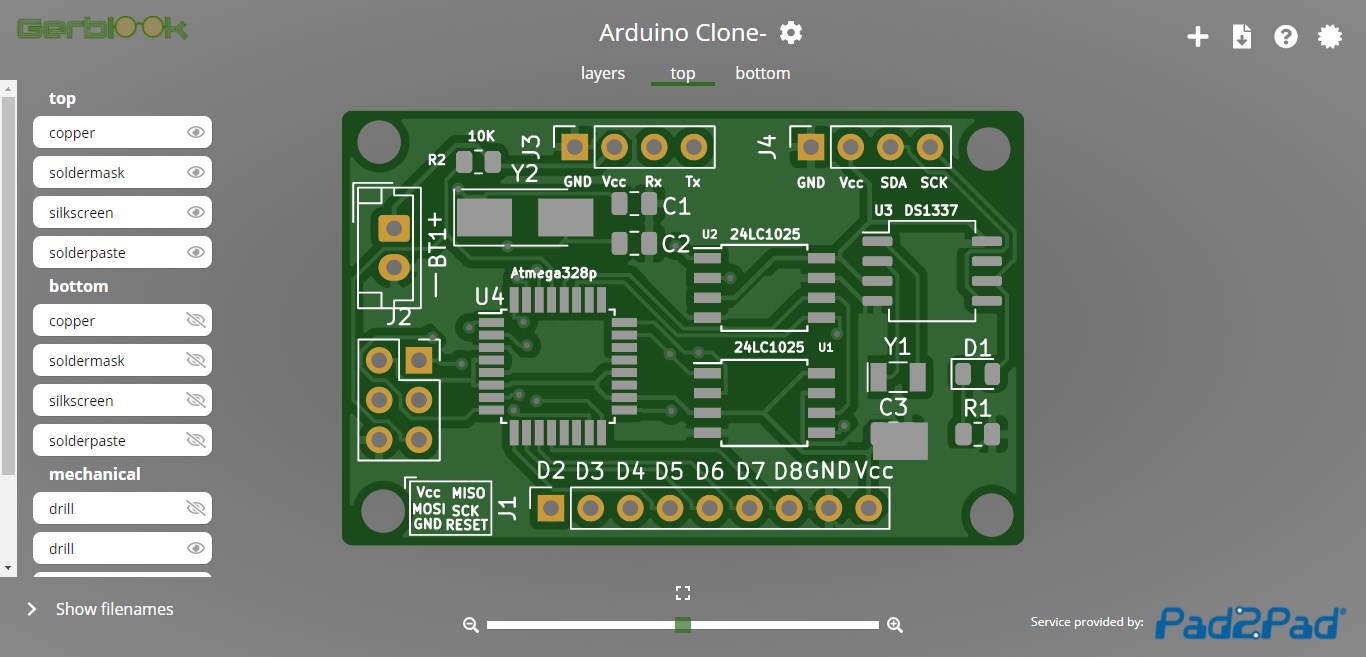 Gerblook
Arduino Clone-
layers top bottom
top
copper
soldermask
silkscreen
solderpaste
bottom
copper
soldermask
silkscreen
solderpaste
mechanical
drill
drill
Show filenames
10K
R2
Y2
J3
GND Vcc Rx Tx
J4
GND Vcc SDA SCK
U3 DS1337
C1
C2
U2 24LC1025
BT1+
J2
Atmega328p
U4
24LC1025 U1
Y1
D1
C3
R1
D2 D3 D4 D5 D6 D7 D8 GND Vcc
J1
Vcc MISO
MOSI SCK
GND RESET
Service provided by:
Pad2Pad